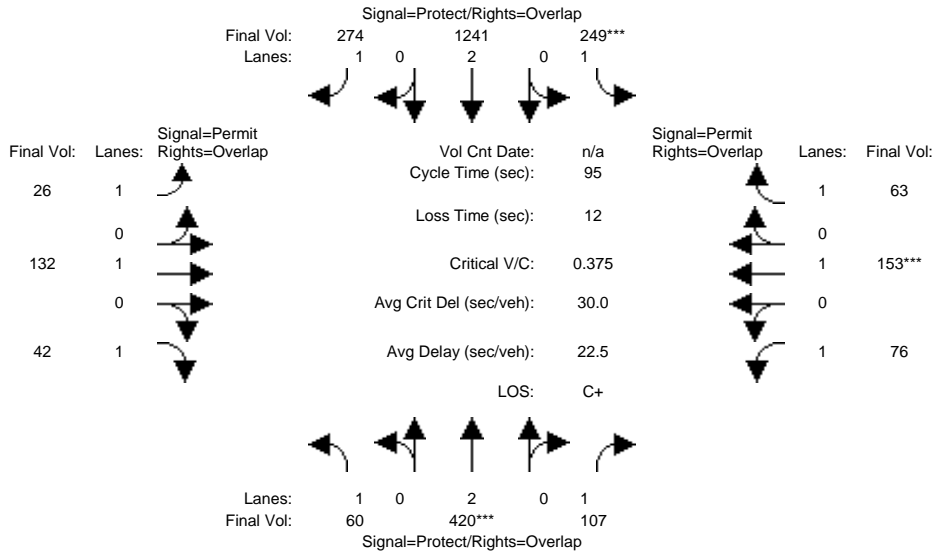 Signal=Protect/Rights=Overlap
Final Vol: 274 1241 249***
Lanes: 1 0 2 0 1
Signal=Permit Signal=Permit
Final Vol: Lanes: Rights=Overlap Vol Cnt Date: n/a Rights=Overlap Lanes: Final Vol:
Cycle Time (sec): 95
26 1 1 63
Loss Time (sec): 12
0 0
132 1 Critical V/C: 0.375 1 153***
0 Avg Crit Del (sec/veh): 30.0 0
42 1 Avg Delay (sec/veh): 22.5 1 76
LOS: C+
Lanes: 1 0 2 0 1
Final Vol: 60 420*** 107
Signal=Protect/Rights=Overlap